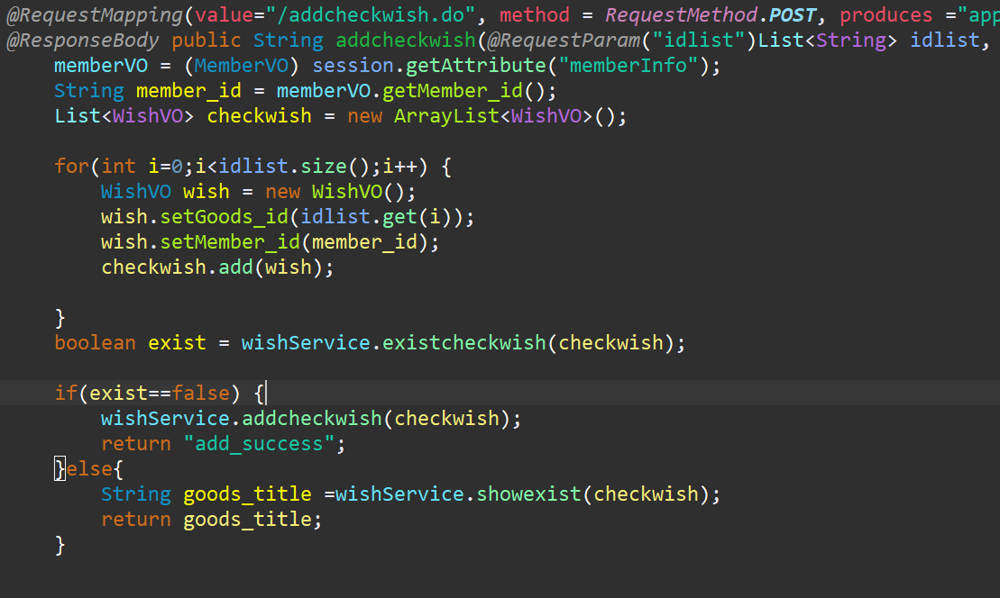 @RequestMapping(value="/addcheckwish.do", method = RequestMethod.POST, produces ="app
@ResponseBody public String addcheckwish(@RequestParam("idlist")List<String> idlist,
memberVO = (MemberVO) session.getAttribute("memberInfo");
String member_id = memberVO.getMember_id();
List<WishVO> checkwish = new ArrayList<WishVO>();
for(int i=0;i<idlist.size();i++) {
WishVO wish = new WishVO();
wish.setGoods_id(idlist.get(i));
wish.setMember_id(member_id);
checkwish.add(wish);
}
boolean exist = wishService.existcheckwish(checkwish);
if(exist==false) {
wishService.addcheckwish(checkwish);
return "add_success";
}else{
String goods_title =wishService.showexist(checkwish);
return goods_title;
}